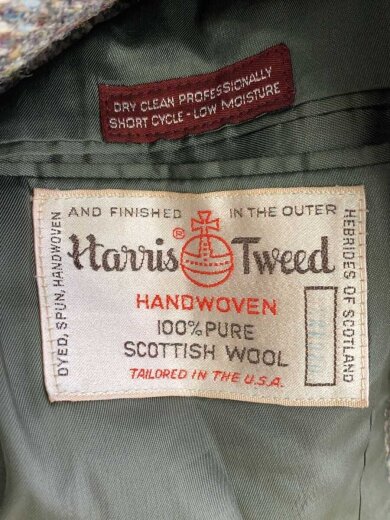 DRY CLEAN PROFESSIONALLY
SHORT CYCLE - LOW MOISTURE
DYED, SPUN, HANDWOVEN
AND FINISHED IN THE OUTER
HEBRIDES OF SCOTLAND
Harris ® Tweed
HANDWOVEN
100% PURE
SCOTTISH WOOL
TAILORED IN THE U.S.A.